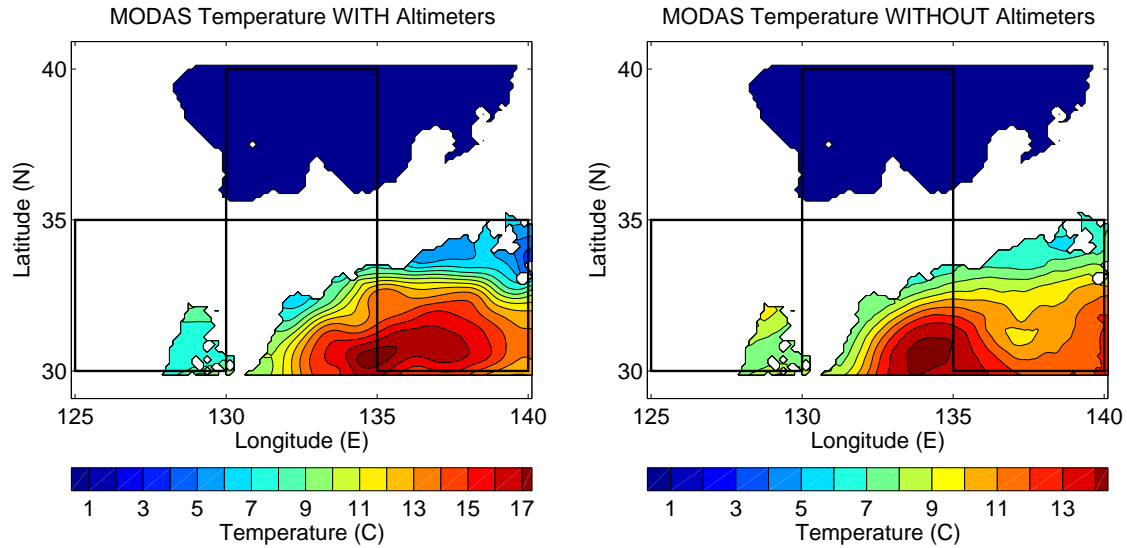 MODAS Temperature WITH Altimeters
40
35
30
Latitude (N)
125 130 135 140
Longitude (E)
1 3 5 7 9 11 13 15 17
Temperature (C)
MODAS Temperature WITHOUT Altimeters
40
35
30
Latitude (N)
125 130 135 140
Longitude (E)
1 3 5 7 9 11 13
Temperature (C)